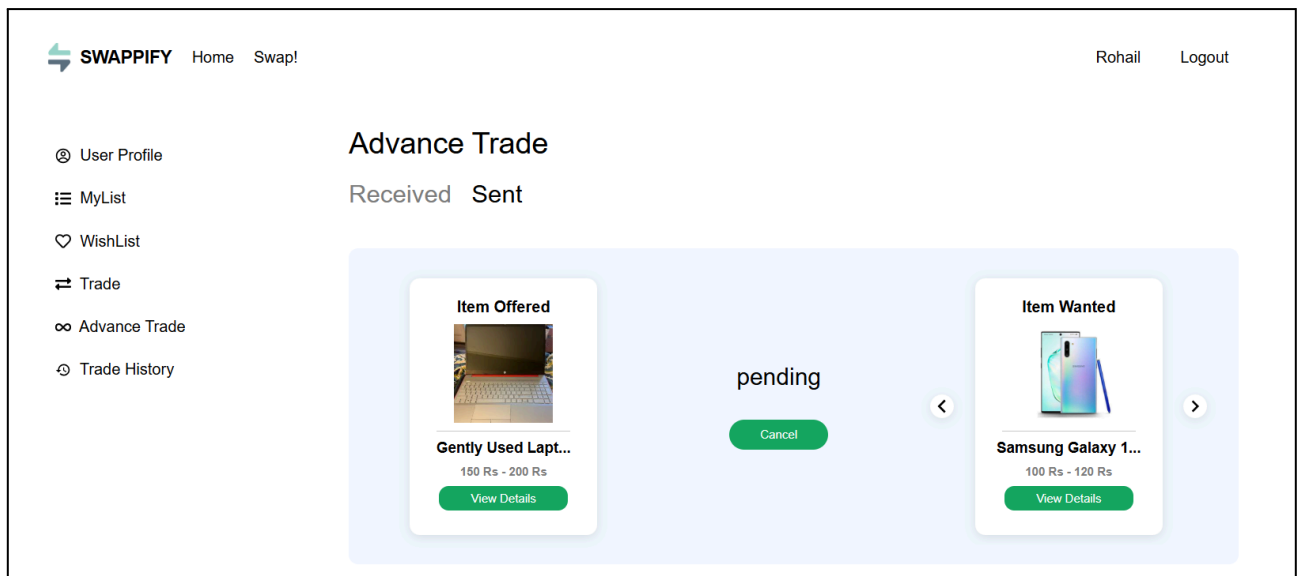 SWAPPIFY Home Swap! Rohail Logout
User Profile
MyList
WishList
Trade
Advance Trade
Trade History
Advance Trade
Received Sent
Item Offered
Gently Used Lapt...
150 Rs - 200 Rs
View Details
pending
Cancel
Item Wanted
Samsung Galaxy 1...
100 Rs - 120 Rs
View Details